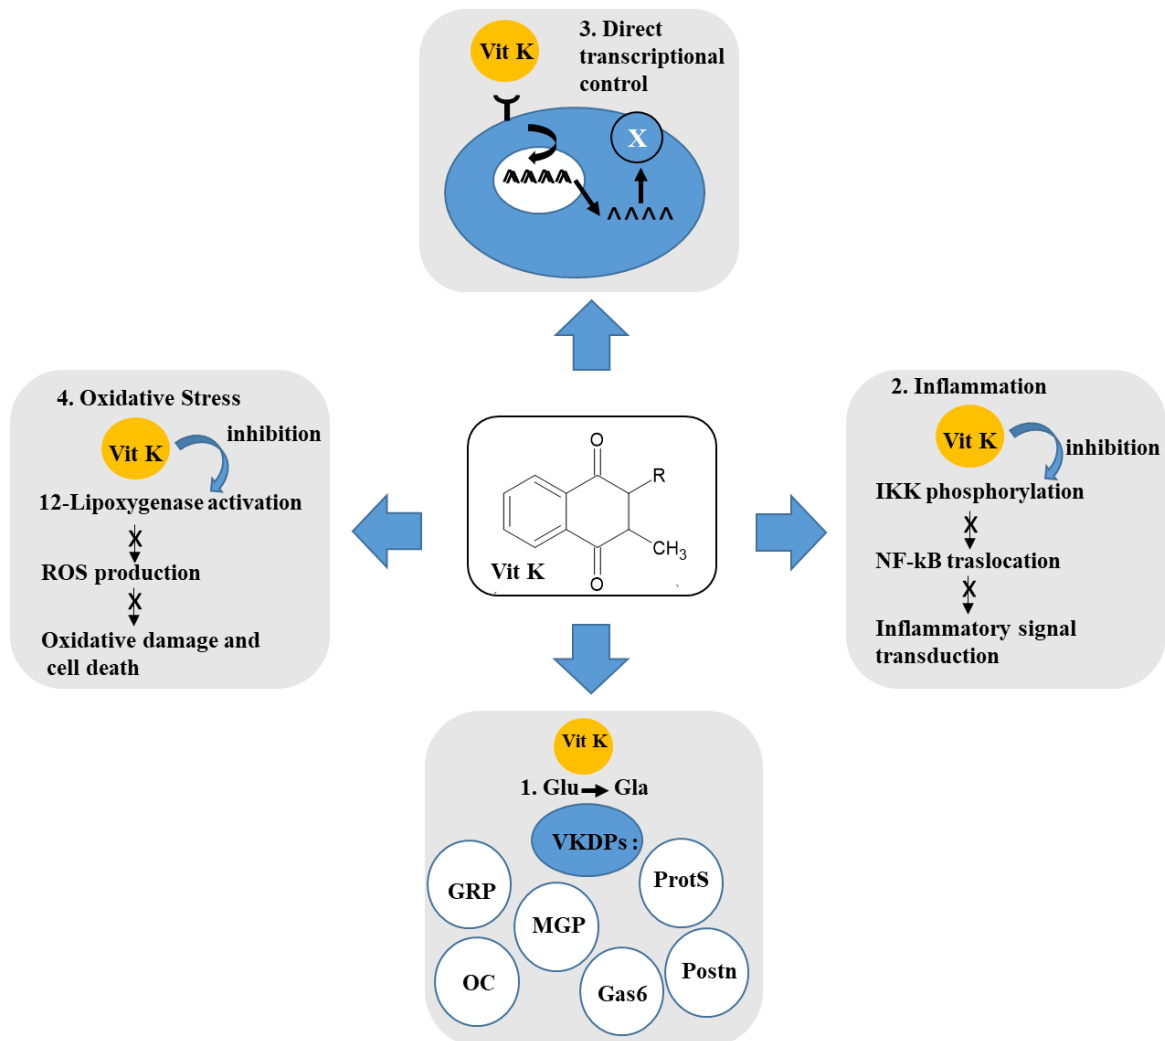 Vit K
3. Direct
transcriptional
control
X
^^^^
^^^^
4. Oxidative Stress
Vit K
inhibition
12-Lipoxygenase activation
X
ROS production
X
Oxidative damage and
cell death
O
R
CH3
O
Vit K
2. Inflammation
Vit K
inhibition
IKK phosphorylation
X
NF-kB traslocation
X
Inflammatory signal
transduction
Vit K
1. Glu Gla
VKDPs :
GRP
MGP
ProtS
OC
Gas6
Postn